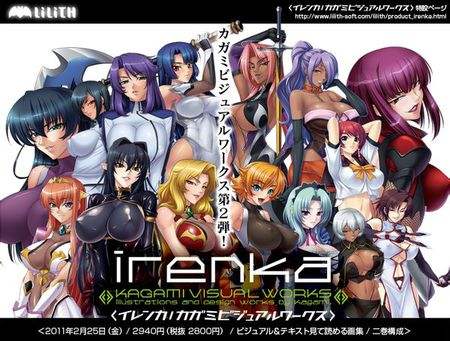 LiLiTH
〈イレンカ/カガミビジュアルワークス〉特設ページ
http://www.lilith-soft.com/lilith/product_irenka.html
カガミビジュアルワークス第2弾!
irenka
KAGAMI VISUAL WORKS
illustrations and design works by kagami.
〈イレンカ/カガミビジュアルワークス〉
<2011年2月25日(金) / 2940円(税抜 2800円) / ビジュアル&テキスト見て読める画集 / 二巻構成>